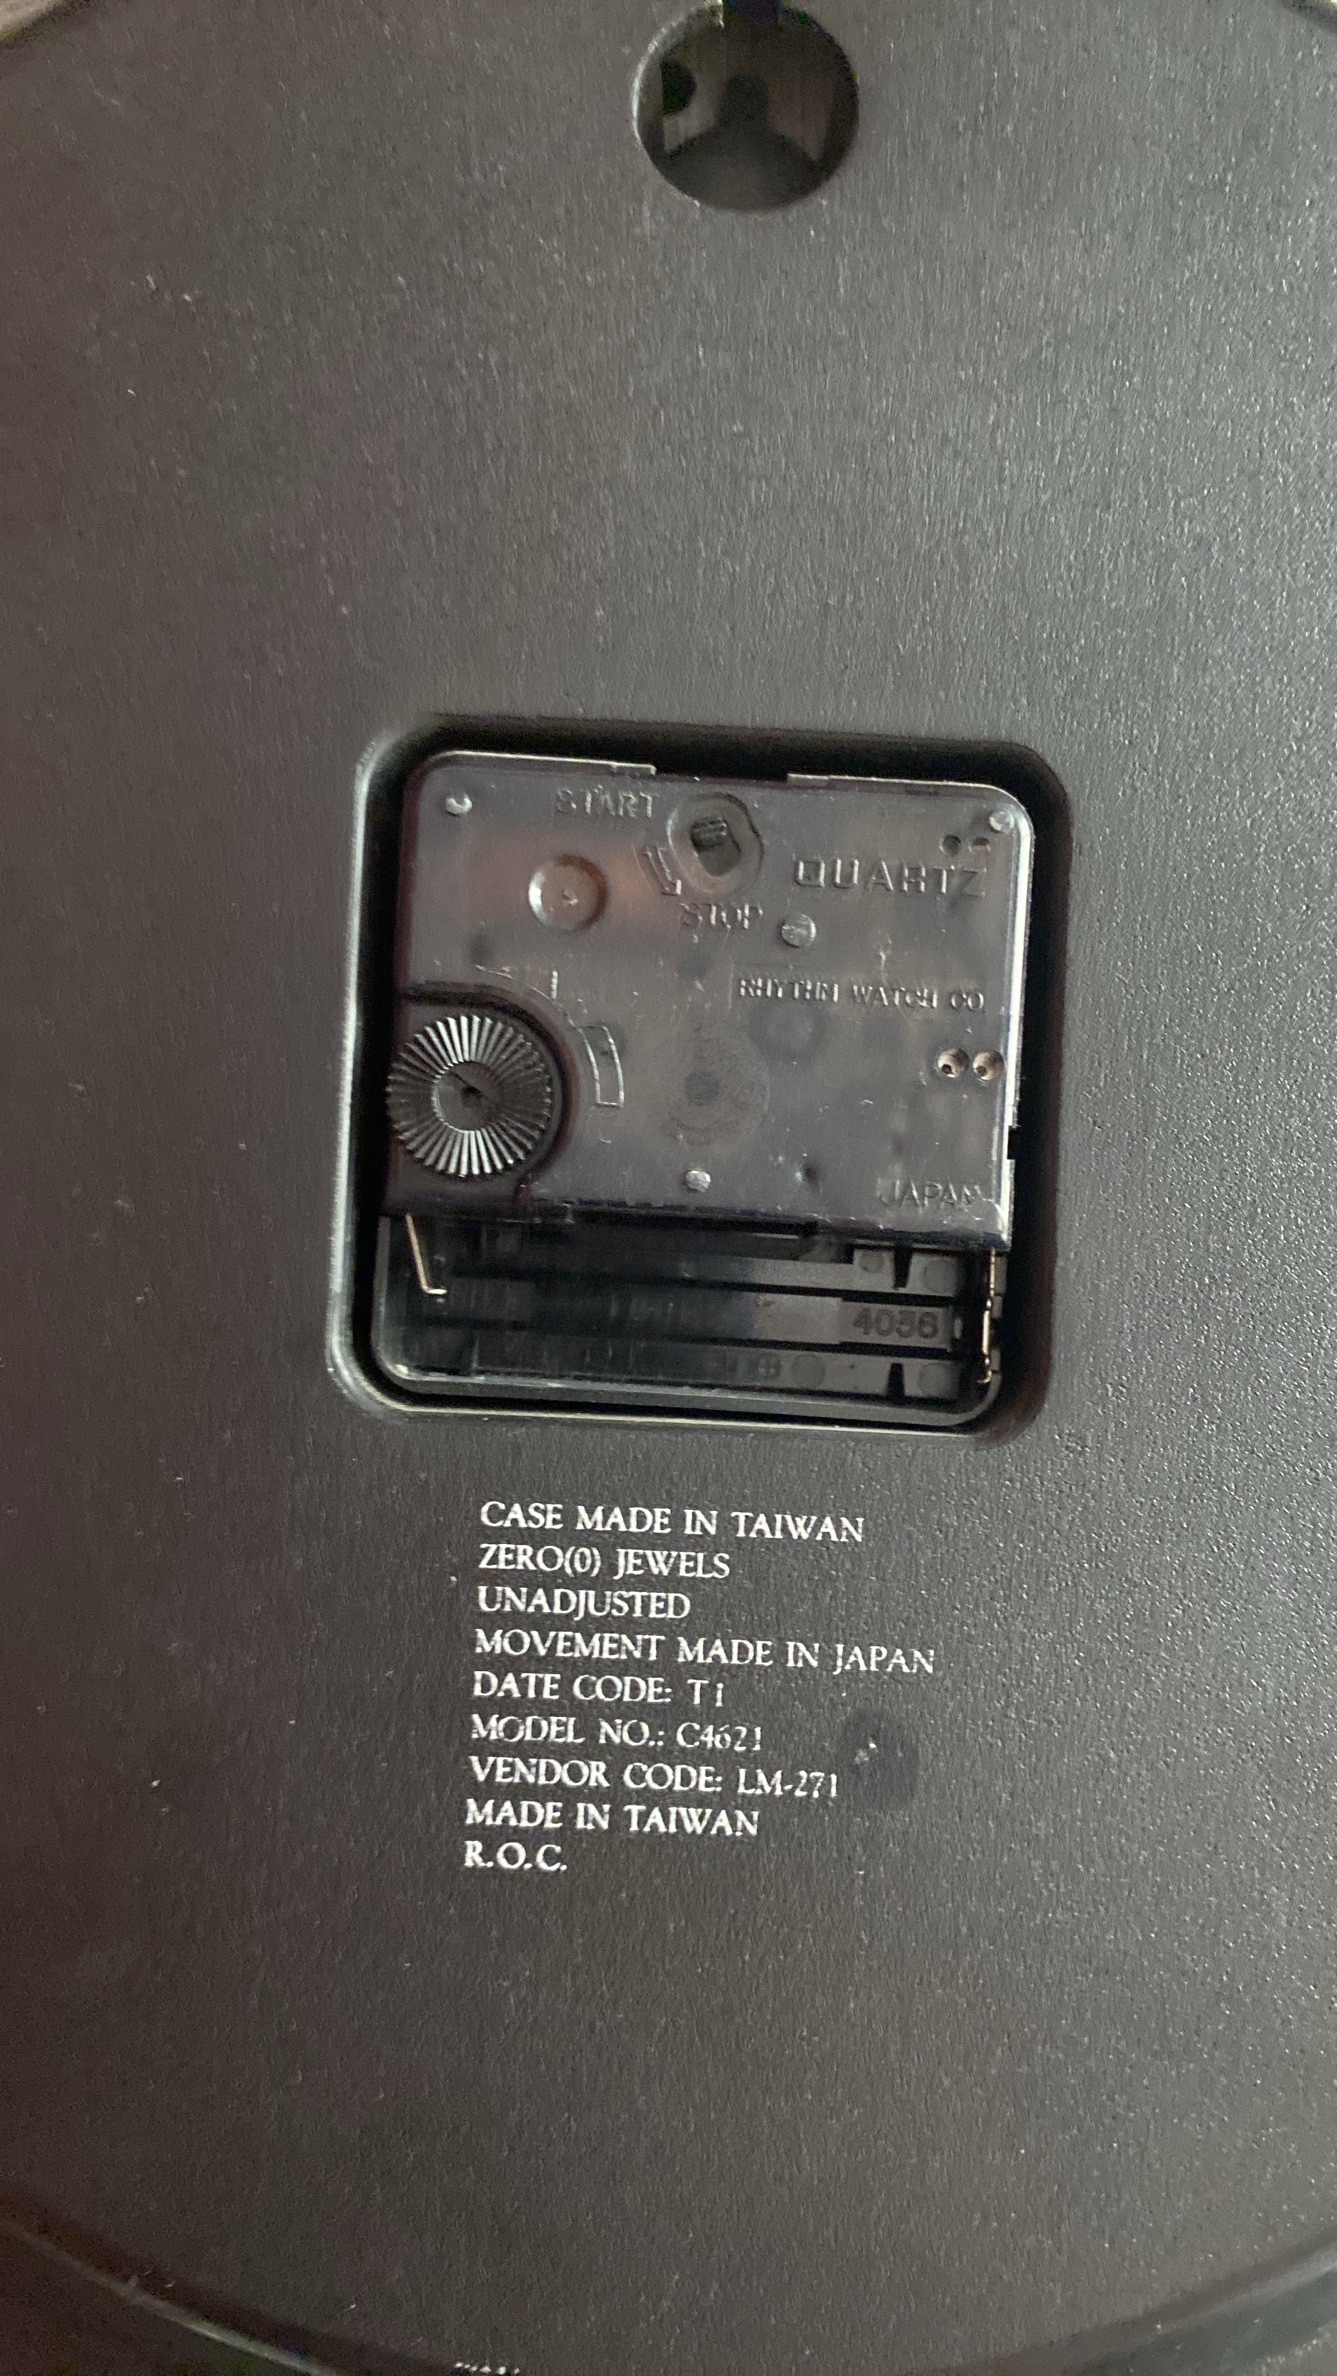 START
QUARTZ
STOP
RHYTHM WATCH CO
JAPAN
4036
CASE MADE IN TAIWAN
ZERO(0) JEWELS
UNADJUSTED
MOVEMENT MADE IN JAPAN
DATE CODE: T1
MODEL NO.: C4621
VENDOR CODE: LM-271
MADE IN TAIWAN
R.O.C.